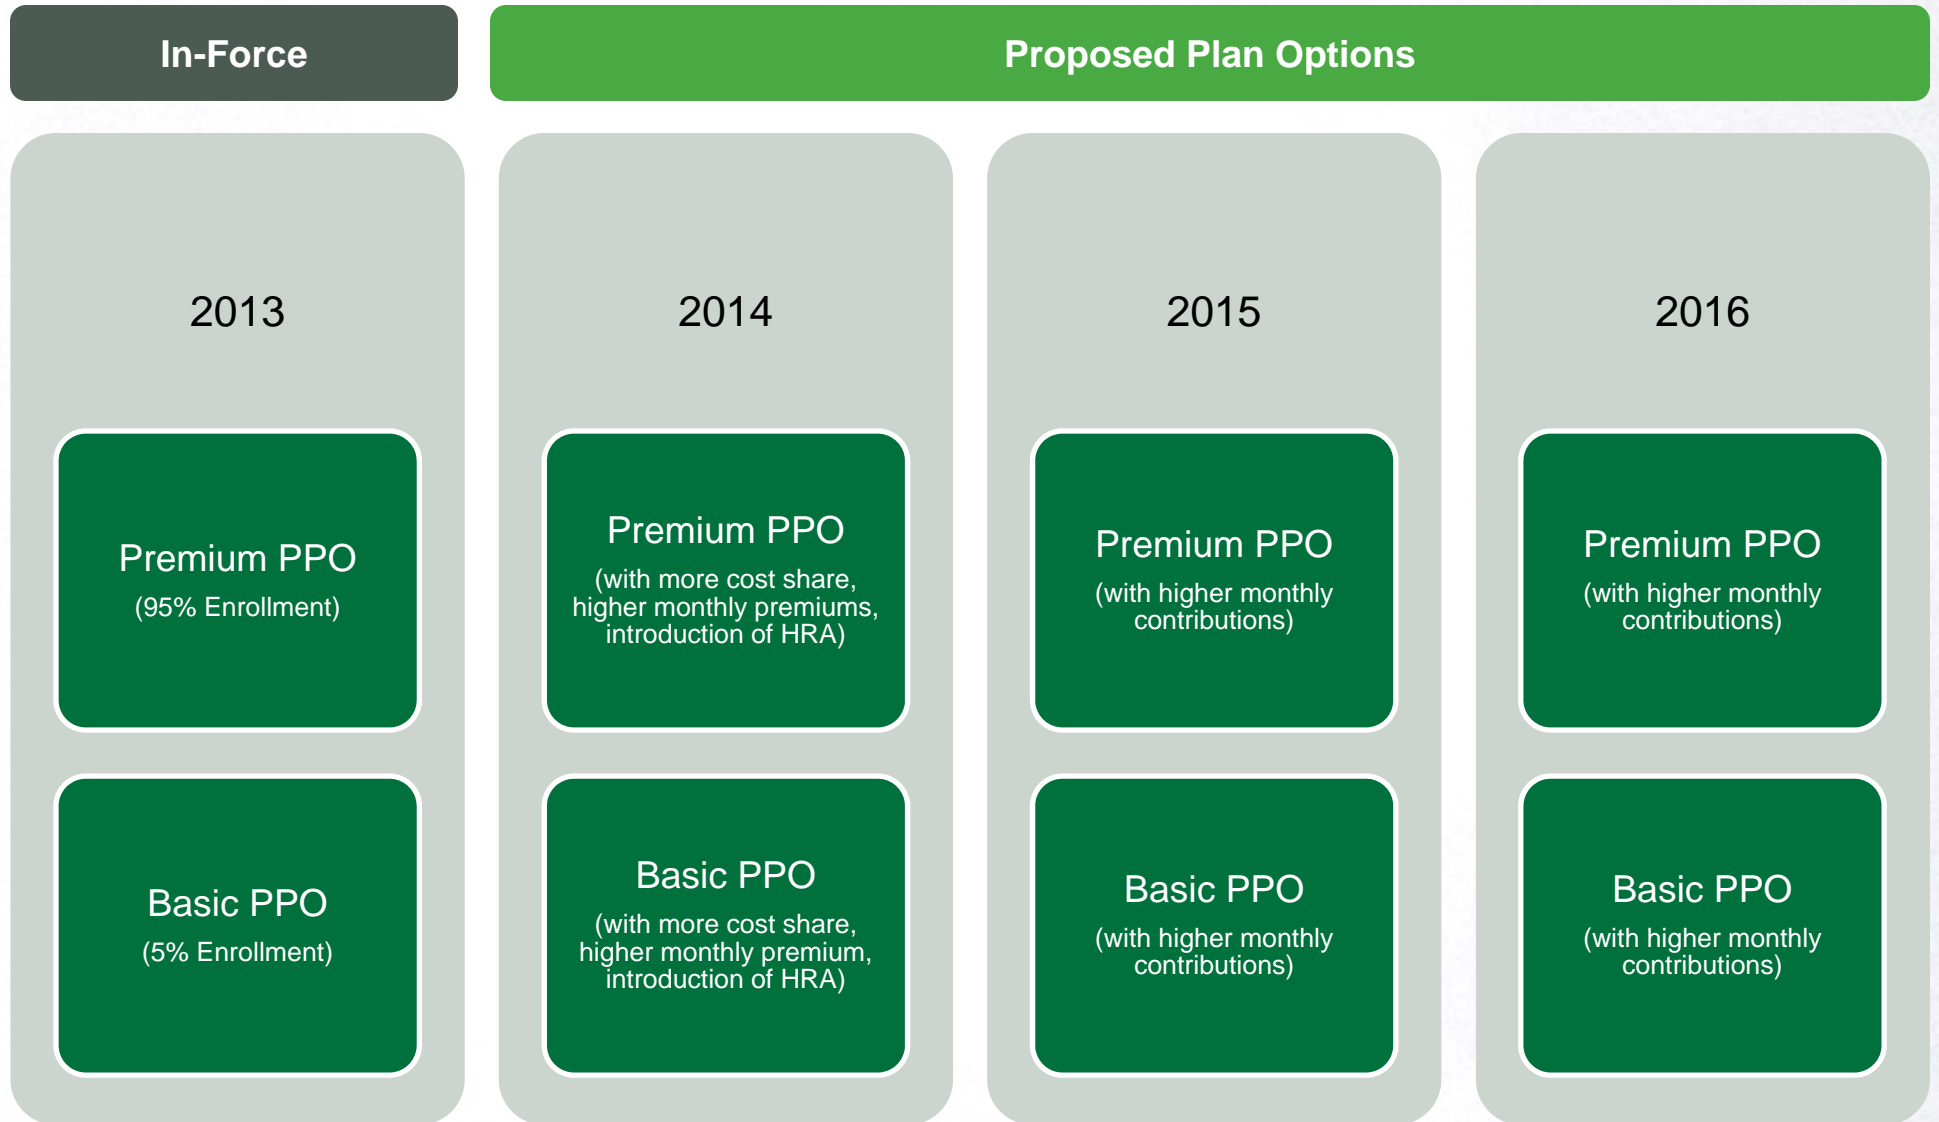 In-Force
Proposed Plan Options
2013
Premium PPO
(95% Enrollment)
Basic PPO
(5% Enrollment)
2014
Premium PPO
(with more cost share,
higher monthly premiums,
introduction of HRA)
Basic PPO
(with more cost share,
higher monthly premium,
introduction of HRA)
2015
Premium PPO
(with higher monthly
contributions)
Basic PPO
(with higher monthly
contributions)
2016
Premium PPO
(with higher monthly
contributions)
Basic PPO
(with higher monthly
contributions)